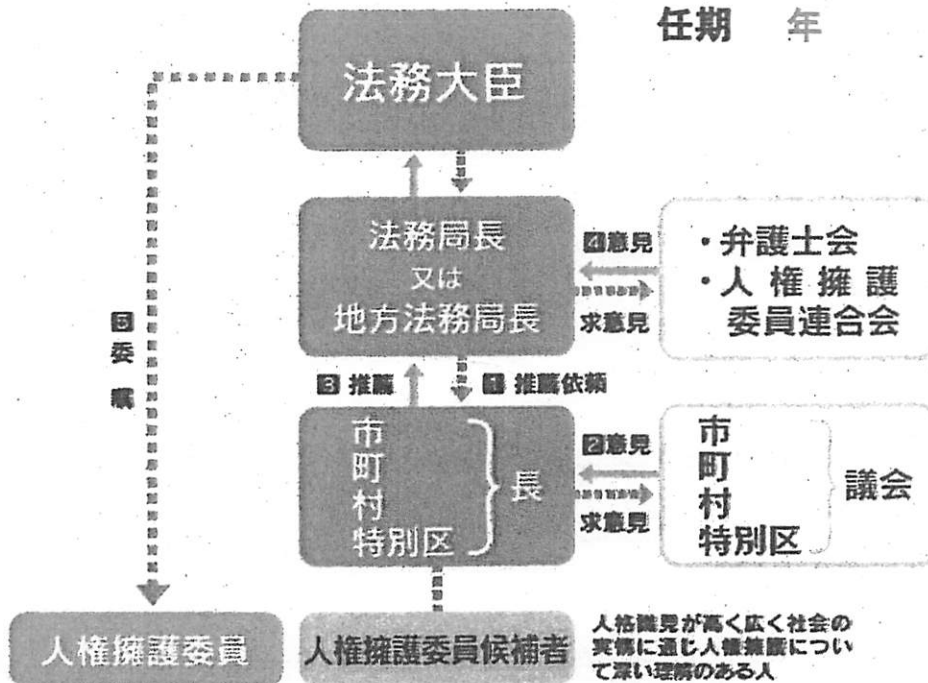 任期 年
法務大臣
法務局長
又は
地方法務局長
4意見
求意見
・弁護士会
・人権擁護
委員連合会
5委嘱
3 推薦
1 推薦依頼
市
町
村
特別区
長
2意見
求意見
市
町
村
特別区
議会
人権擁護委員
人権擁護委員候補者
人格識見が高く広く社会の
実情に通じ人権擁護につい
て深い理解のある人